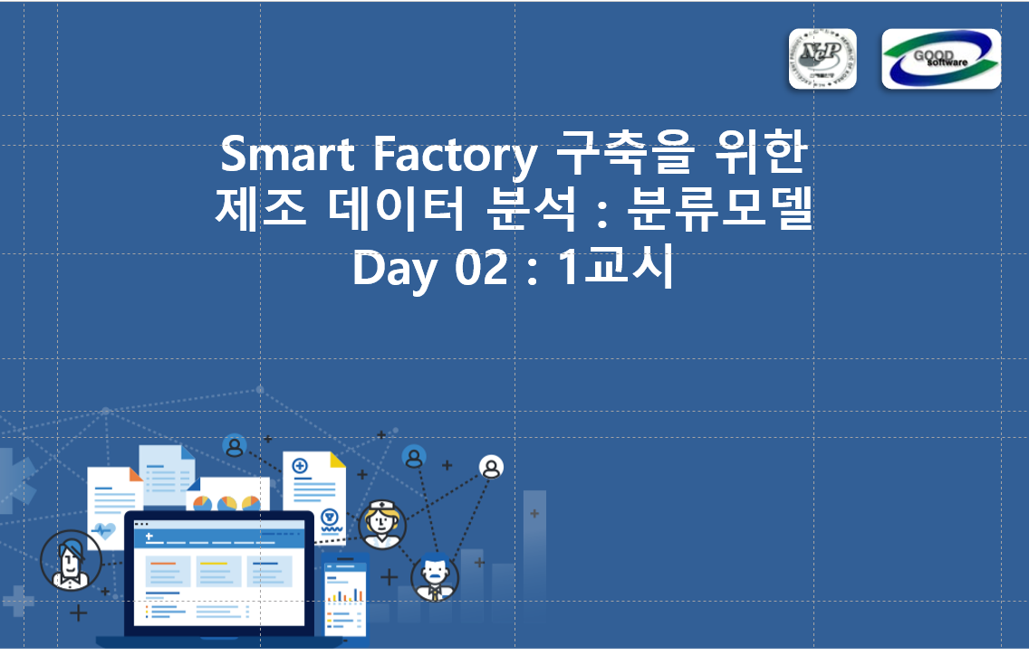 NeP
GOOD
software
Smart Factory 구축을 위한
제조 데이터 분석 : 분류모델
Day 02 : 1교시